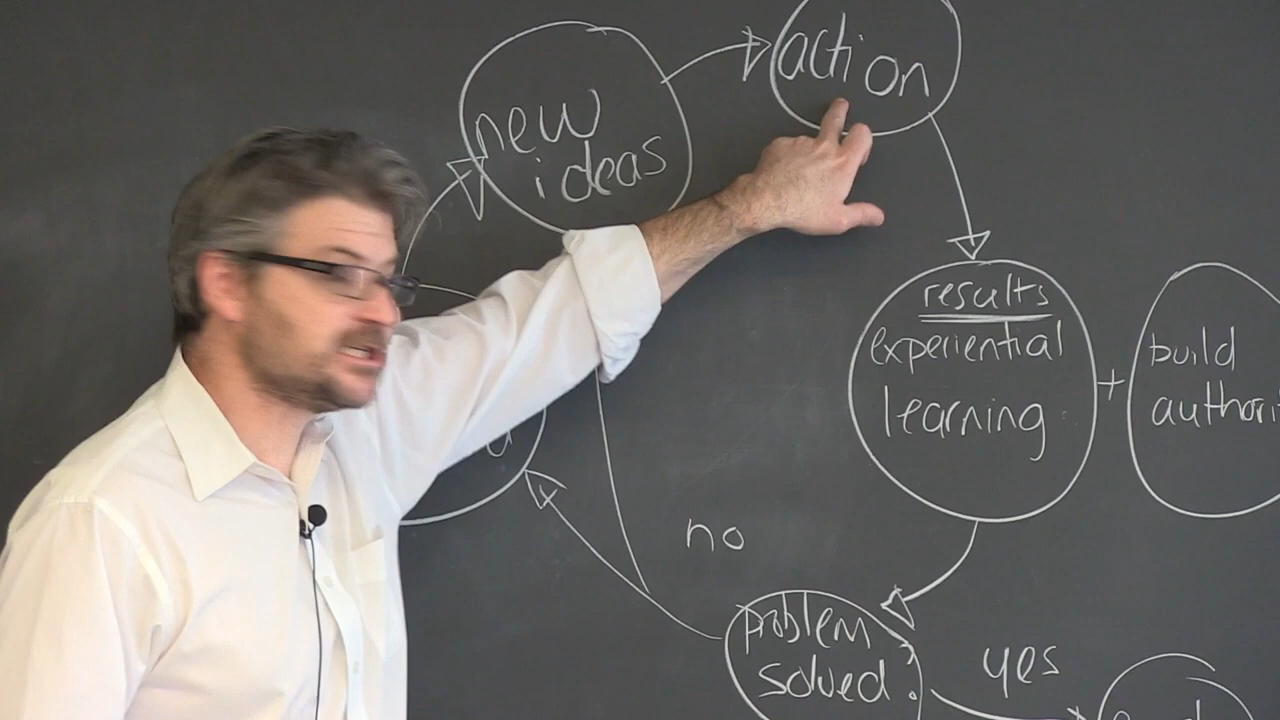 action
new
ideas
results
experiential
learning
+
build
no
problem
solved?
yes